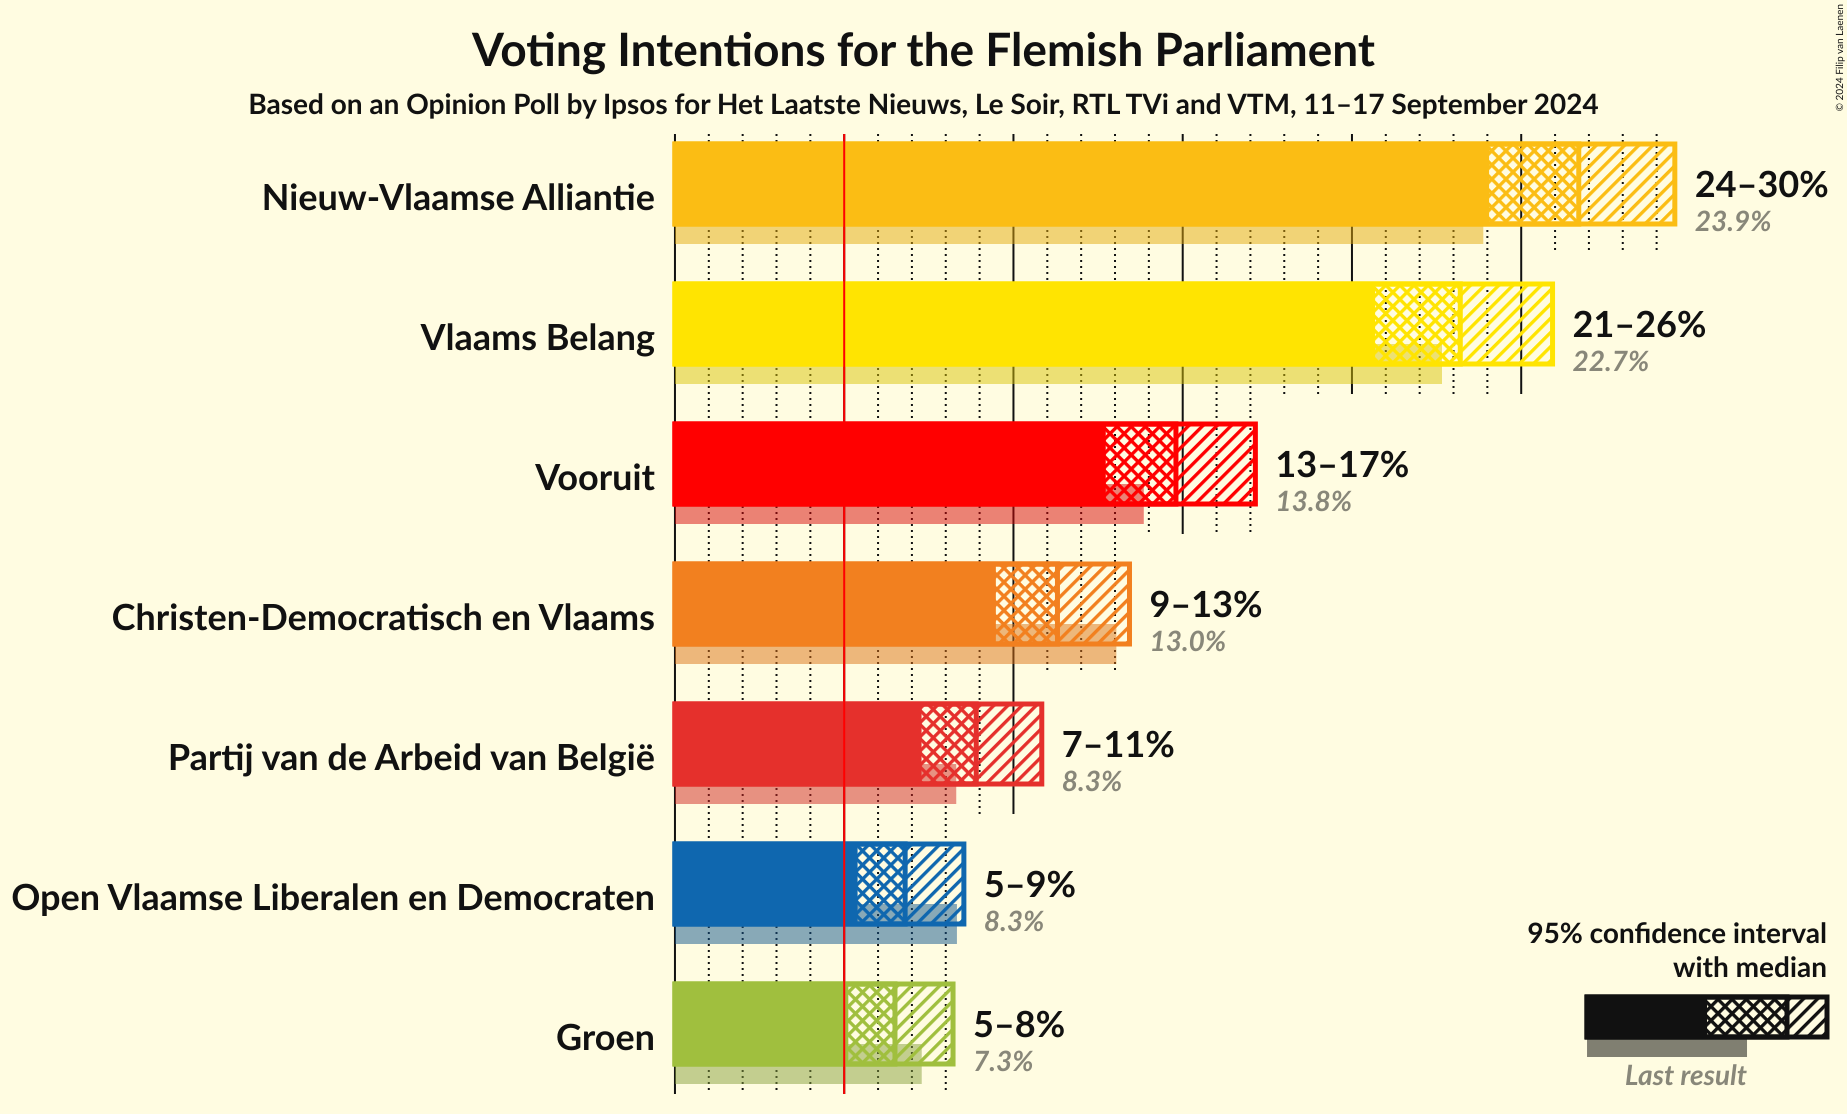 Voting Intentions for the Flemish Parliament
Based on an Opinion Poll by Ipsos for Het Laatste Nieuws, Le Soir, RTL TVi and VTM, 11–17 September 2024
© 2024 Filip van Laenen
Nieuw-Vlaamse Alliantie
24–30%
23.9%
Vlaams Belang
21–26%
22.7%
Vooruit
13–17%
13.8%
Christen-Democratisch en Vlaams
9–13%
13.0%
Partij van de Arbeid van België
7–11%
8.3%
Open Vlaamse Liberalen en Democraten
5–9%
8.3%
Groen
5–8%
7.3%
95% confidence interval
with median
Last result